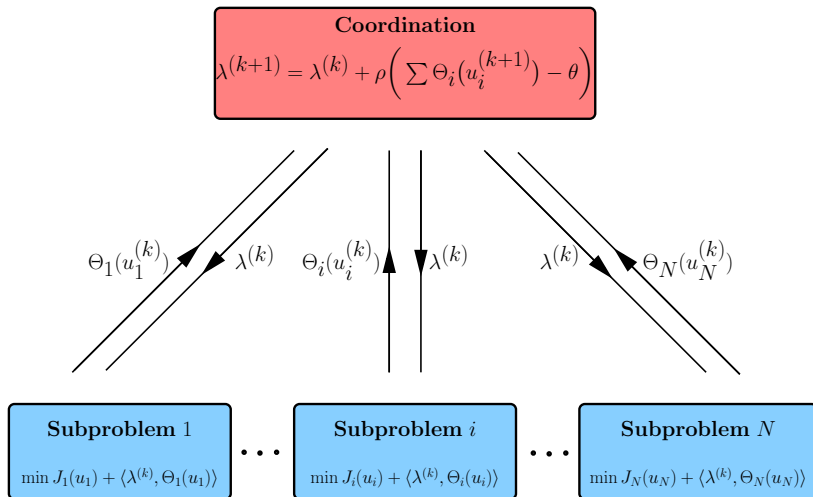 Coordination
λ^(k+1) = λ^(k) + ρ(∑ Θ_i(u_i^(k+1)) − θ)
Θ_1(u_1^(k)) λ^(k) Θ_i(u_i^(k)) λ^(k) λ^(k) Θ_N(u_N^(k))
Subproblem 1 Subproblem i Subproblem N
... ...
min J_1(u_1) + ⟨λ^(k), Θ_1(u_1)⟩ min J_i(u_i) + ⟨λ^(k), Θ_i(u_i)⟩ min J_N(u_N) + ⟨λ^(k), Θ_N(u_N)⟩